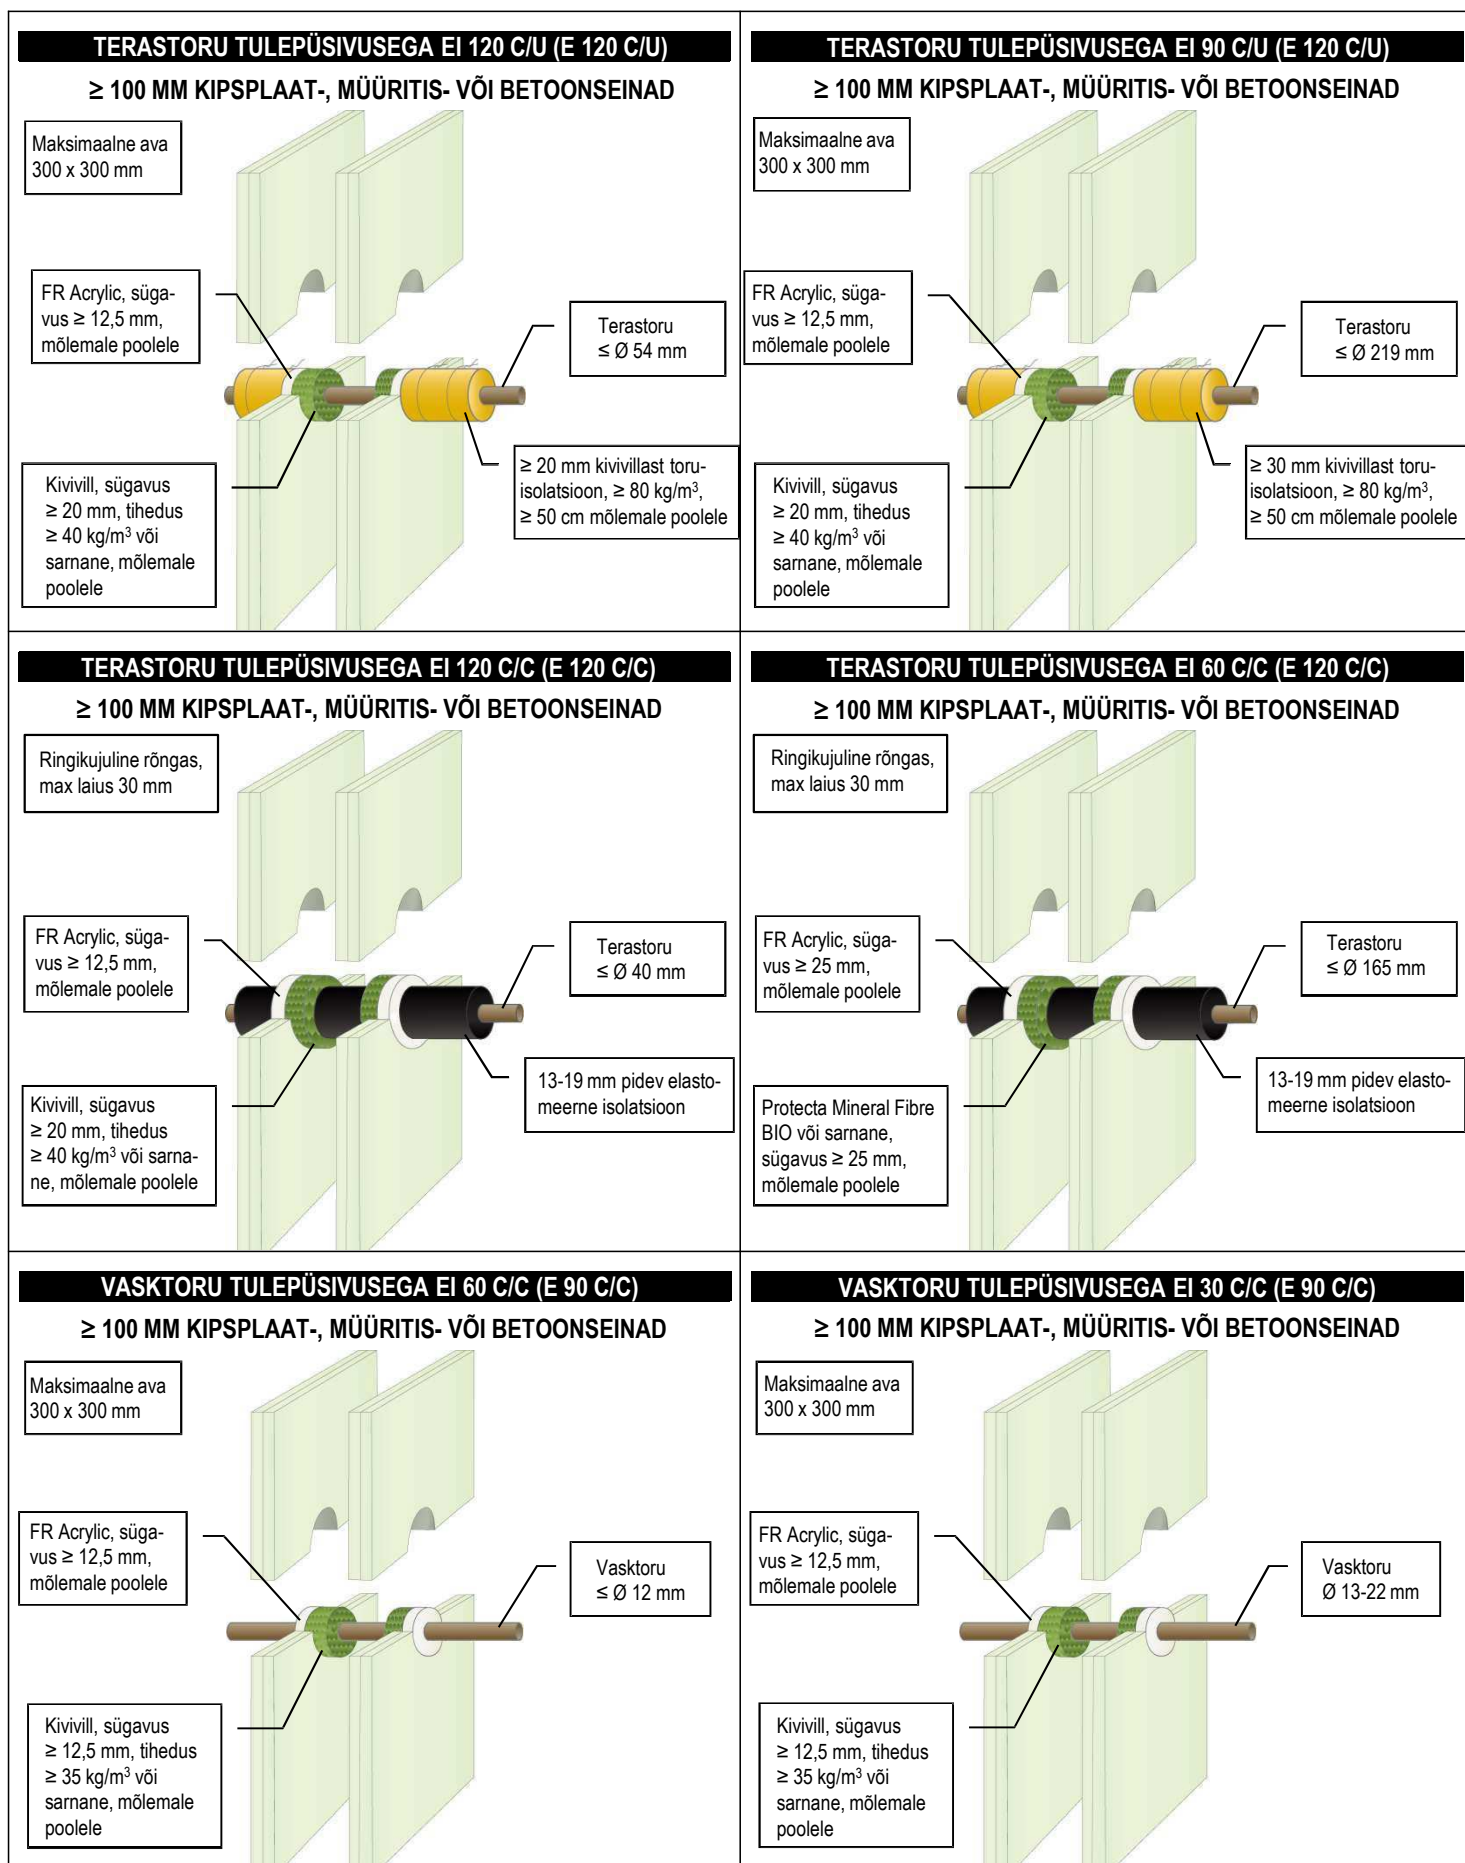 TERASTORU TULEPÜSIVUSEGA EI 120 C/U (E 120 C/U)
≥ 100 MM KIPSPLAAT-, MÜÜRITIS- VÕI BETOONSEINAD
Maksimaalne ava
300 x 300 mm
FR Acrylic, süga-
vus ≥ 12,5 mm,
mõlemale poolele
Terastoru
≤ Ø 54 mm
Kivivill, sügavus
≥ 20 mm, tihedus
≥ 40 kg/m³ või
sarnane, mõlemale
poolele
≥ 20 mm kivivillast toru-
isolatsioon, ≥ 80 kg/m³,
≥ 50 cm mõlemale poolele
TERASTORU TULEPÜSIVUSEGA EI 90 C/U (E 120 C/U)
≥ 100 MM KIPSPLAAT-, MÜÜRITIS- VÕI BETOONSEINAD
Maksimaalne ava
300 x 300 mm
FR Acrylic, süga-
vus ≥ 12,5 mm,
mõlemale poolele
Terastoru
≤ Ø 219 mm
Kivivill, sügavus
≥ 20 mm, tihedus
≥ 40 kg/m³ või
sarnane, mõlemale
poolele
≥ 30 mm kivivillast toru-
isolatsioon, ≥ 80 kg/m³,
≥ 50 cm mõlemale poolele
TERASTORU TULEPÜSIVUSEGA EI 120 C/C (E 120 C/C)
≥ 100 MM KIPSPLAAT-, MÜÜRITIS- VÕI BETOONSEINAD
Ringikujuline rõngas,
max laius 30 mm
FR Acrylic, süga-
vus ≥ 12,5 mm,
mõlemale poolele
Terastoru
≤ Ø 40 mm
Kivivill, sügavus
≥ 20 mm, tihedus
≥ 40 kg/m³ või sarna-
ne, mõlemale poolele
13-19 mm pidev elasto-
meerne isolatsioon
TERASTORU TULEPÜSIVUSEGA EI 60 C/C (E 120 C/C)
≥ 100 MM KIPSPLAAT-, MÜÜRITIS- VÕI BETOONSEINAD
Ringikujuline rõngas,
max laius 30 mm
FR Acrylic, süga-
vus ≥ 25 mm,
mõlemale poolele
Terastoru
≤ Ø 165 mm
Protecta Mineral Fibre
BIO või sarnane,
sügavus ≥ 25 mm,
mõlemale poolele
13-19 mm pidev elasto-
meerne isolatsioon
VASKTORU TULEPÜSIVUSEGA EI 60 C/C (E 90 C/C)
≥ 100 MM KIPSPLAAT-, MÜÜRITIS- VÕI BETOONSEINAD
Maksimaalne ava
300 x 300 mm
FR Acrylic, süga-
vus ≥ 12,5 mm,
mõlemale poolele
Vasktoru
≤ Ø 12 mm
Kivivill, sügavus
≥ 12,5 mm, tihedus
≥ 35 kg/m³ või
sarnane, mõlemale
poolele
VASKTORU TULEPÜSIVUSEGA EI 30 C/C (E 90 C/C)
≥ 100 MM KIPSPLAAT-, MÜÜRITIS- VÕI BETOONSEINAD
Maksimaalne ava
300 x 300 mm
FR Acrylic, süga-
vus ≥ 12,5 mm,
mõlemale poolele
Vasktoru
Ø 13-22 mm
Kivivill, sügavus
≥ 12,5 mm, tihedus
≥ 35 kg/m³ või
sarnane, mõlemale
poolele